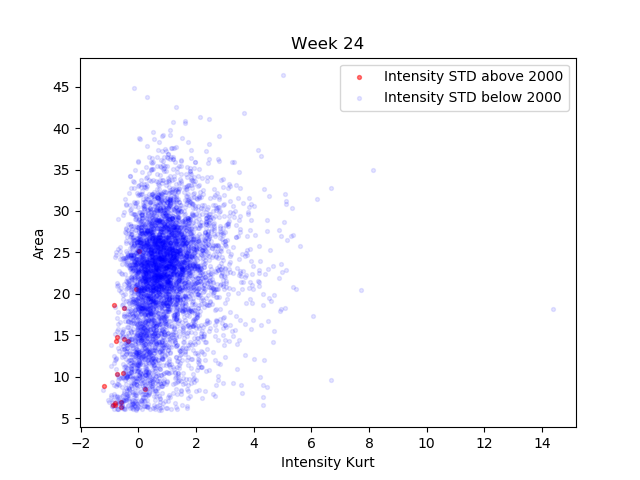 Week 24
Intensity STD above 2000
Intensity STD below 2000
45
40
35
30
25
20
15
10
5
Area
−2 0 2 4 6 8 10 12 14
Intensity Kurt